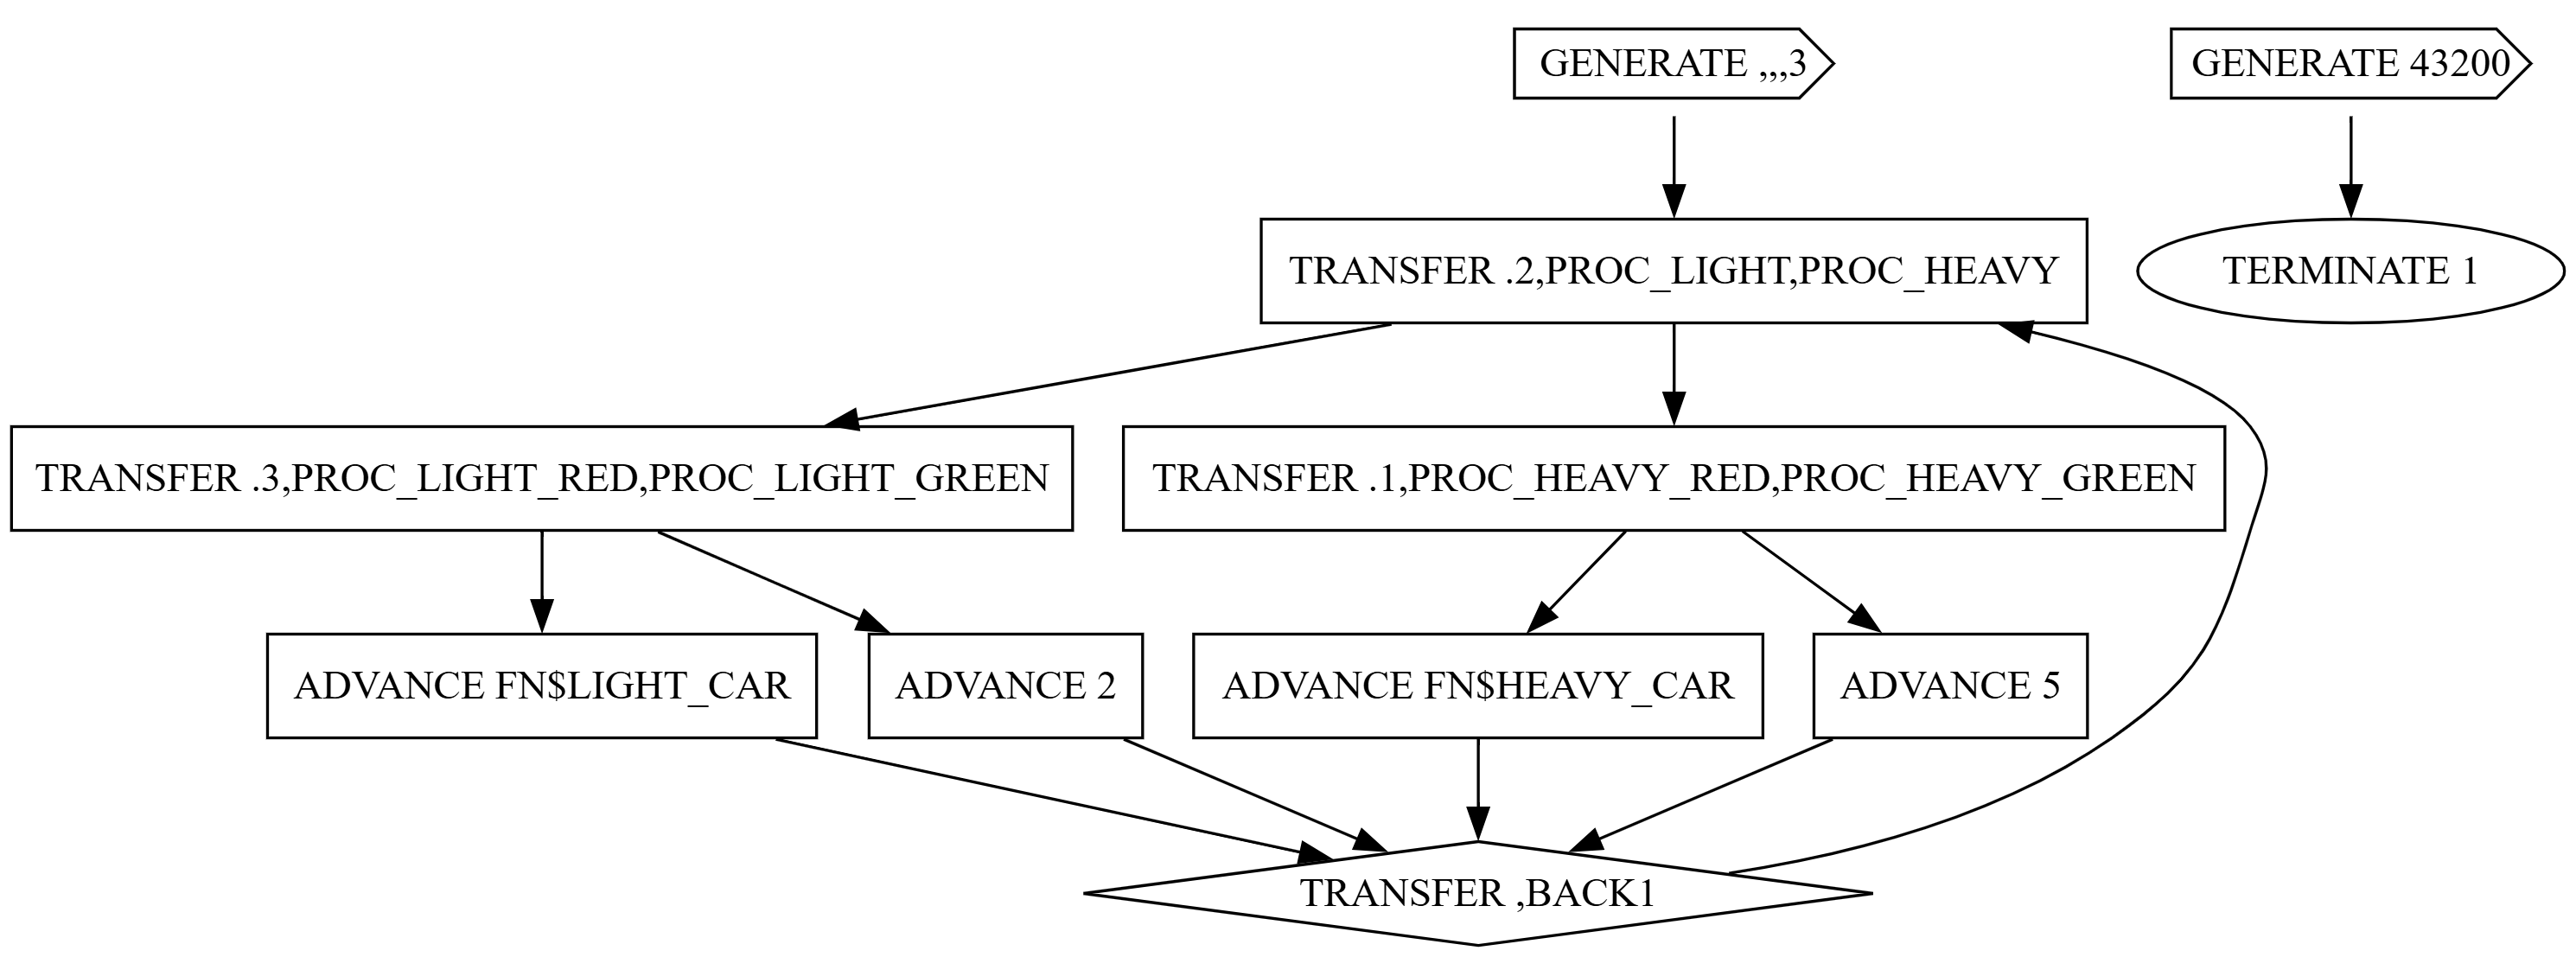 GENERATE ,,,3
GENERATE 43200
TRANSFER .2,PROC_LIGHT,PROC_HEAVY
TERMINATE 1
TRANSFER .3,PROC_LIGHT_RED,PROC_LIGHT_GREEN
TRANSFER .1,PROC_HEAVY_RED,PROC_HEAVY_GREEN
ADVANCE FN$LIGHT_CAR
ADVANCE 2
ADVANCE FN$HEAVY_CAR
ADVANCE 5
TRANSFER ,BACK1